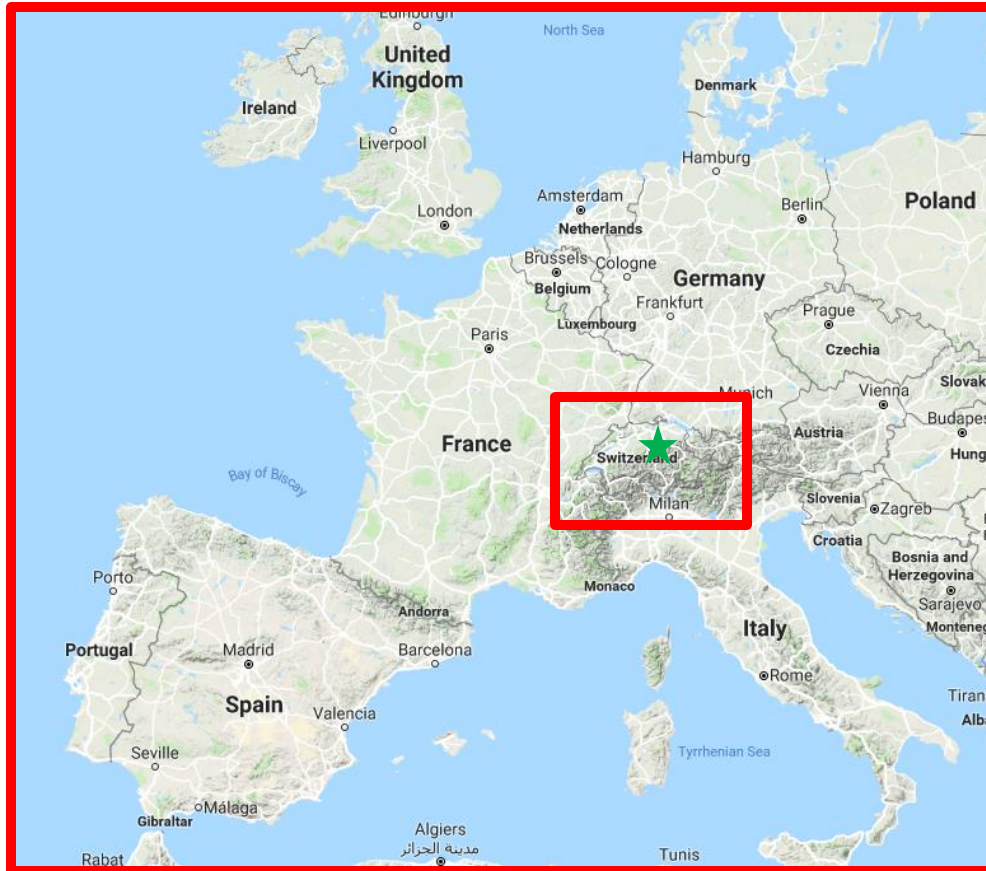 Edinburgh
North Sea
United
Kingdom
Denmark
Ireland
Liverpool
Hamburg
Amsterdam
Berlin
Poland
London
Netherlands
Brussels
Cologne
Belgium
Germany
Frankfurt
Prague
Luxembourg
Paris
Czechia
Slovak
Munich
Vienna
Budapes
Austria
France
Switzerland
Hung
Bay of Biscay
Milan
Slovenia
Zagreb
Croatia
Bosnia and
Herzegovina
Porto
Monaco
Andorra
Sarajevo
Monteneg
Italy
Portugal
Madrid
Barcelona
Rome
Spain
Valencia
Tiran
Alb
Seville
Tyrrhenian Sea
Málaga
Gibraltar
Algiers
مدينة الجزائر
Tunis
Rabat